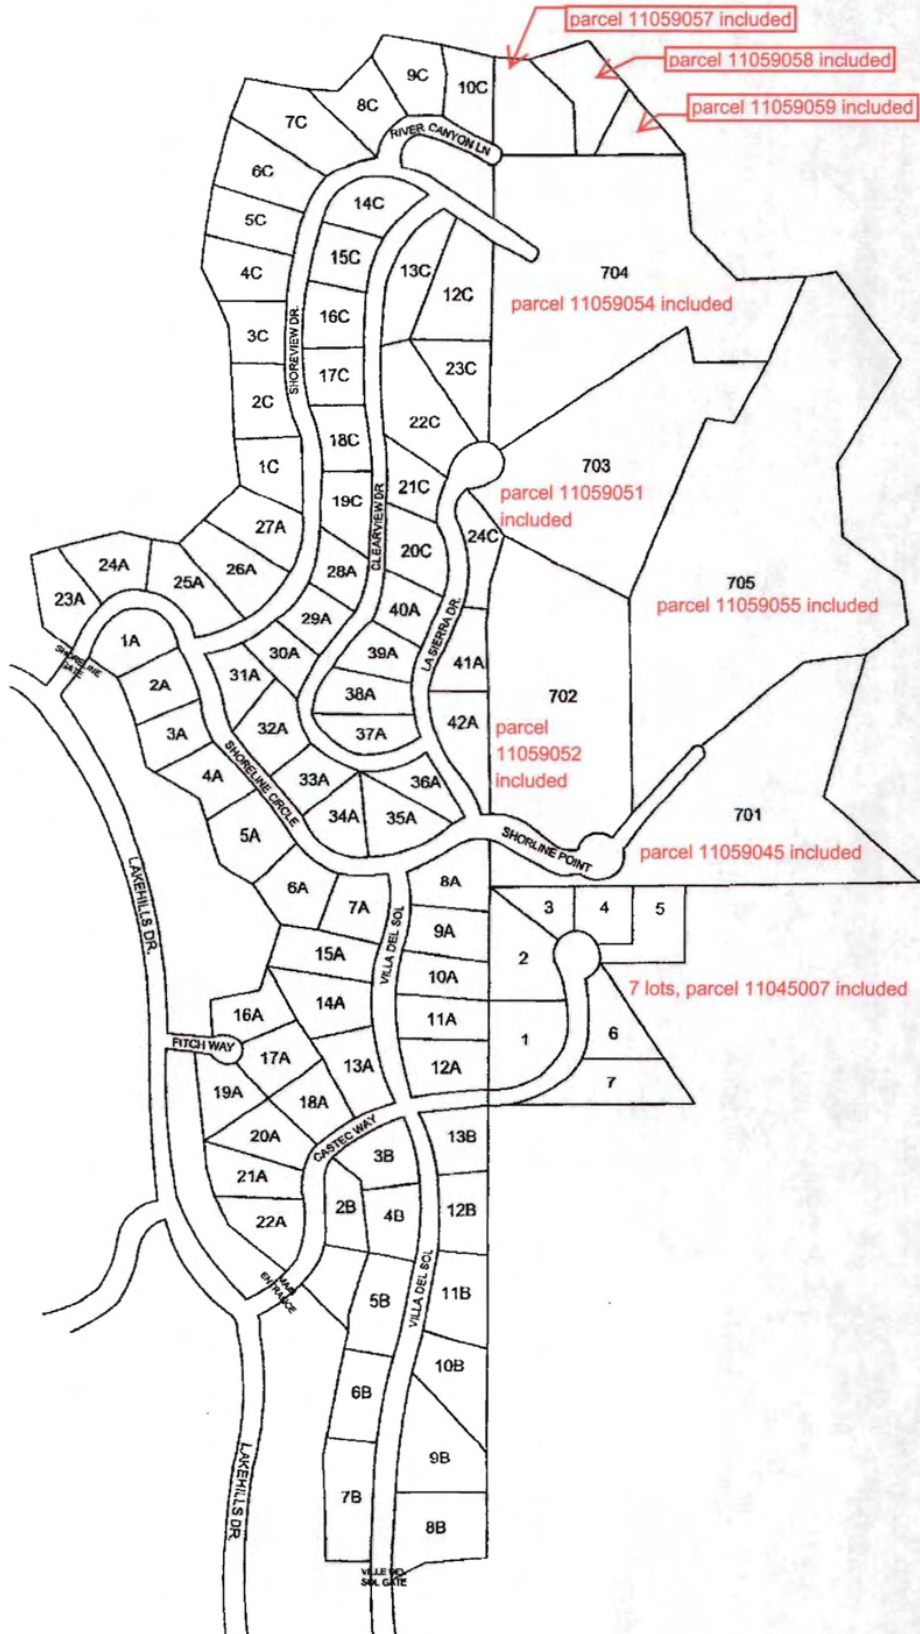 parcel 11059057 included
parcel 11059058 included
parcel 11059059 included
9C
10C
8C
7C
RIVER CANYON LN
6C
14C
5C
15C
13C
4C
12C
704
parcel 11059054 included
16C
3C
SHOREVIEW DR.
23C
17C
2C
22C
18C
1C
703
parcel 11059051
included
21C
19C
CLEARVIEW DR
27A
24C
20C
24A
25A
26A
28A
23A
29A
40A
705
parcel 11059055 included
1A
30A
39A
LA SIERRA DR.
41A
SHORELINE
GATE
31A
2A
38A
702
parcel
11059052
included
32A
37A
42A
3A
4A
SHORELINE CIRCLE
33A
36A
34A
35A
701
parcel 11059045 included
5A
SHORLINE POINT
LAKEHILLS DR.
6A
7A
8A
3
4
5
VILLA DEL SOL
9A
15A
2
10A
7 lots, parcel 11045007 included
14A
16A
11A
1
6
FITCH WAY
17A
13A
12A
7
19A
18A
20A
CASTEC WAY
13B
3B
21A
2B
4B
12B
22A
MAIN
ENTRANCE
5B
VILLA DEL SOL
11B
10B
6B
9B
LAKEHILLS DR.
7B
8B
SOL GATE